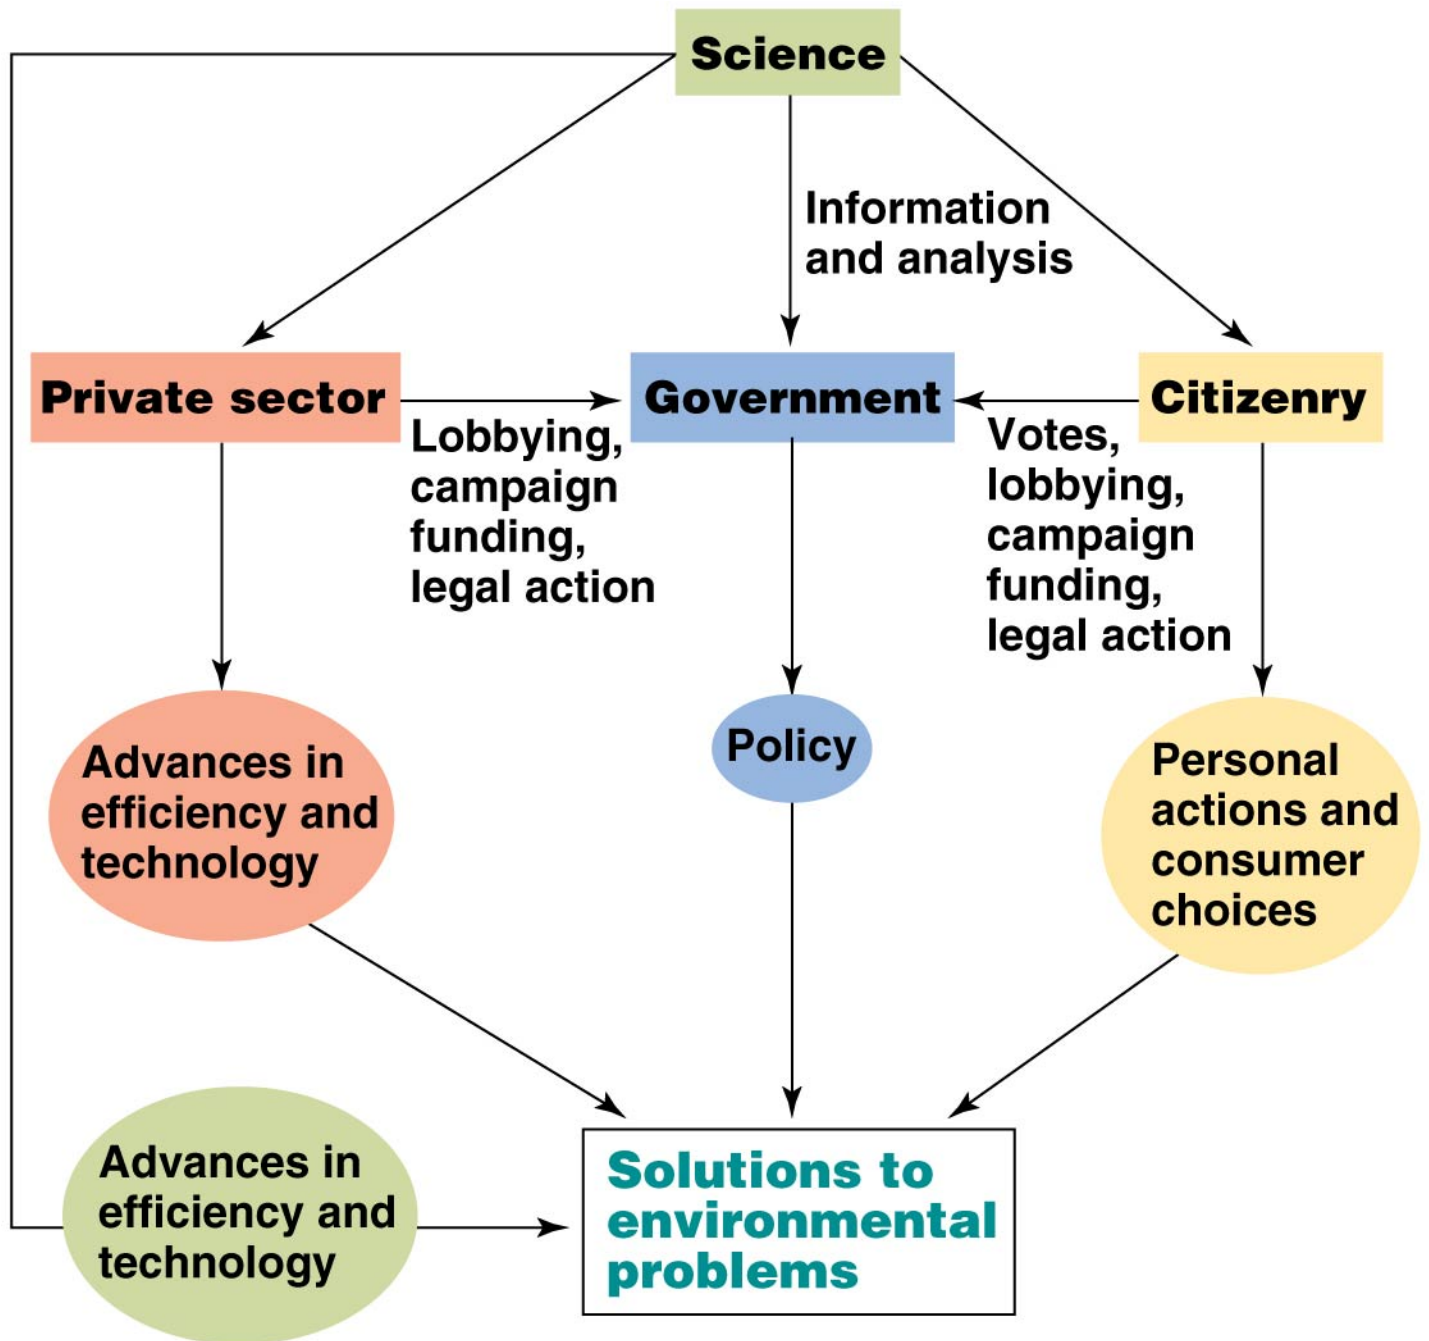 Science
Information
and analysis
Private sector
Government
Citizenry
Lobbying,
campaign
funding,
legal action
Votes,
lobbying,
campaign
funding,
legal action
Advances in
efficiency and
technology
Policy
Personal
actions and
consumer
choices
Advances in
efficiency and
technology
Solutions to
environmental
problems